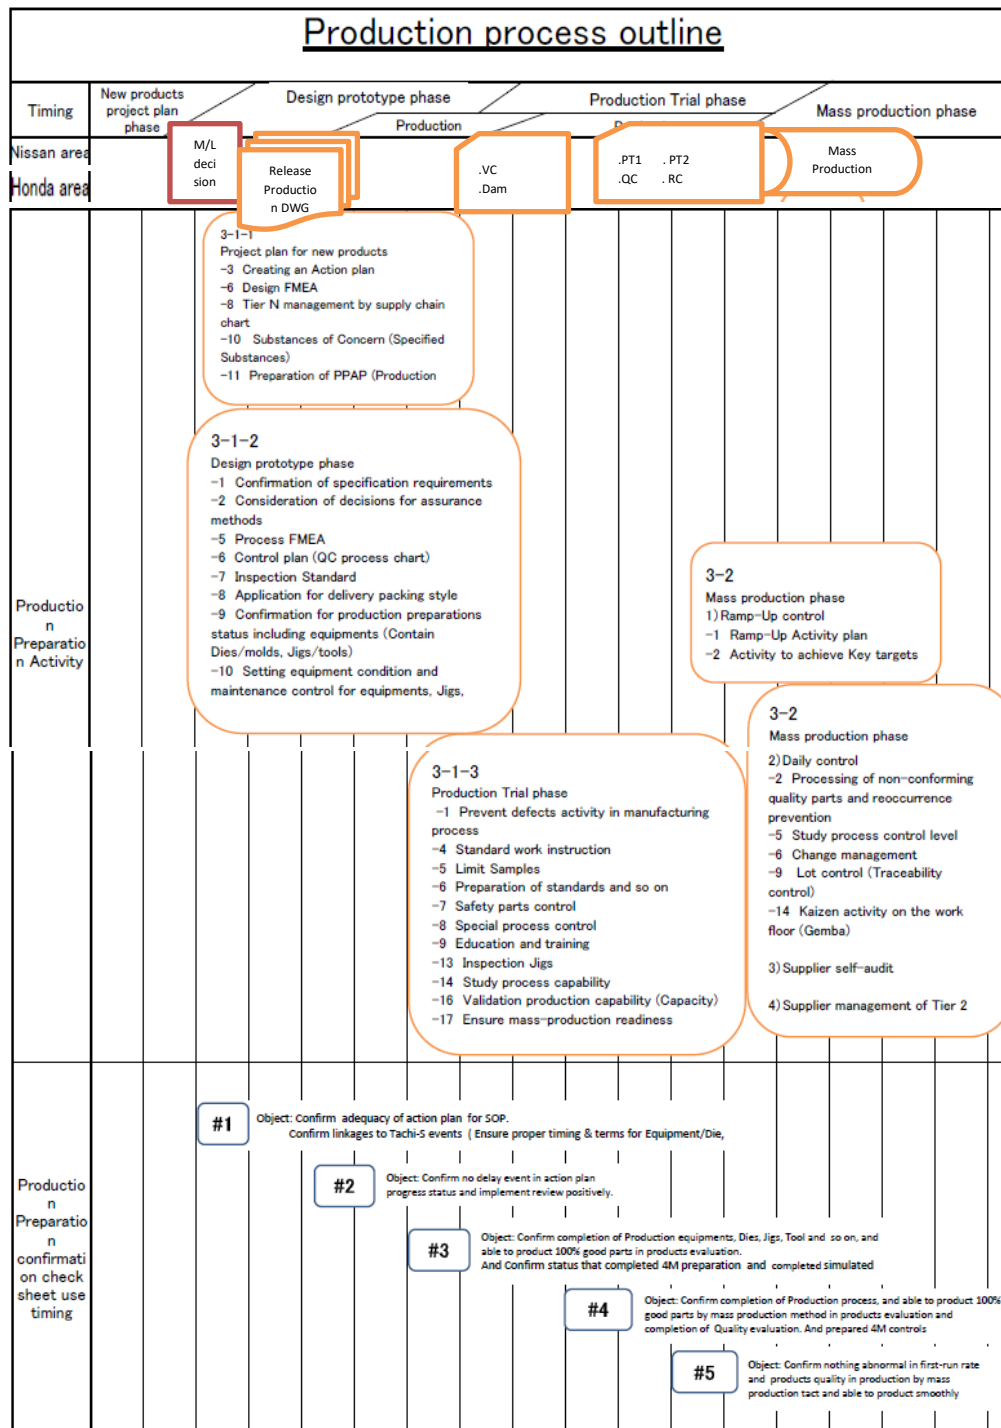 Production process outline
Timing
New products
project plan
phase
Design prototype phase
Production
Production Trial phase
Mass production phase
Nissan area
Honda area
M/L
deci
sion
Release
Productio
n DWG
.VC
.Dam
.PT1 . PT2
.QC . RC
Mass
Production
Productio
n
Preparatio
n Activity
3-1-1
Project plan for new products
-3 Creating an Action plan
-6 Design FMEA
-8 Tier N management by supply chain
chart
-10 Substances of Concern (Specified
Substances)
-11 Preparation of PPAP (Production
3-1-2
Design prototype phase
-1 Confirmation of specification requirements
-2 Consideration of decisions for assurance
methods
-5 Process FMEA
-6 Control plan (QC process chart)
-7 Inspection Standard
-8 Application for delivery packing style
-9 Confirmation for production preparations
status including equipments (Contain
Dies/molds, Jigs/tools)
-10 Setting equipment condition and
maintenance control for equipments, Jigs,
3-2
Mass production phase
1) Ramp-Up control
-1 Ramp-Up Activity plan
-2 Activity to achieve Key targets
3-2
Mass production phase
2) Daily control
-2 Processing of non-conforming
quality parts and reoccurrence
prevention
-5 Study process control level
-6 Change management
-9 Lot control (Traceability
control)
-14 Kaizen activity on the work
floor (Gemba)
3) Supplier self-audit
4) Supplier management of Tier 2
3-1-3
Production Trial phase
-1 Prevent defects activity in manufacturing
process
-4 Standard work instruction
-5 Limit Samples
-6 Preparation of standards and so on
-7 Safety parts control
-8 Special process control
-9 Education and training
-13 Inspection Jigs
-14 Study process capability
-16 Validation production capability (Capacity)
-17 Ensure mass-production readiness
Productio
n
Preparatio
n
confirmati
on check
sheet use
timing
#1
Object: Confirm adequacy of action plan for SOP.
Confirm linkages to Tachi-S events ( Ensure proper timing & terms for Equipment/Die,
#2
Object: Confirm no delay event in action plan
progress status and implement review positively.
#3
Object: Confirm completion of Production equipments, Dies, Jigs, Tool and so on, and
able to product 100% good parts in products evaluation.
And Confirm status that completed 4M preparation and completed simulated
#4
Object: Confirm completion of Production process, and able to product 100%
good parts by mass production method in products evaluation and
completion of Quality evaluation. And prepared 4M controls
#5
Object: Confirm nothing abnormal in first-run rate
and products quality in production by mass
production tact and able to product smoothly